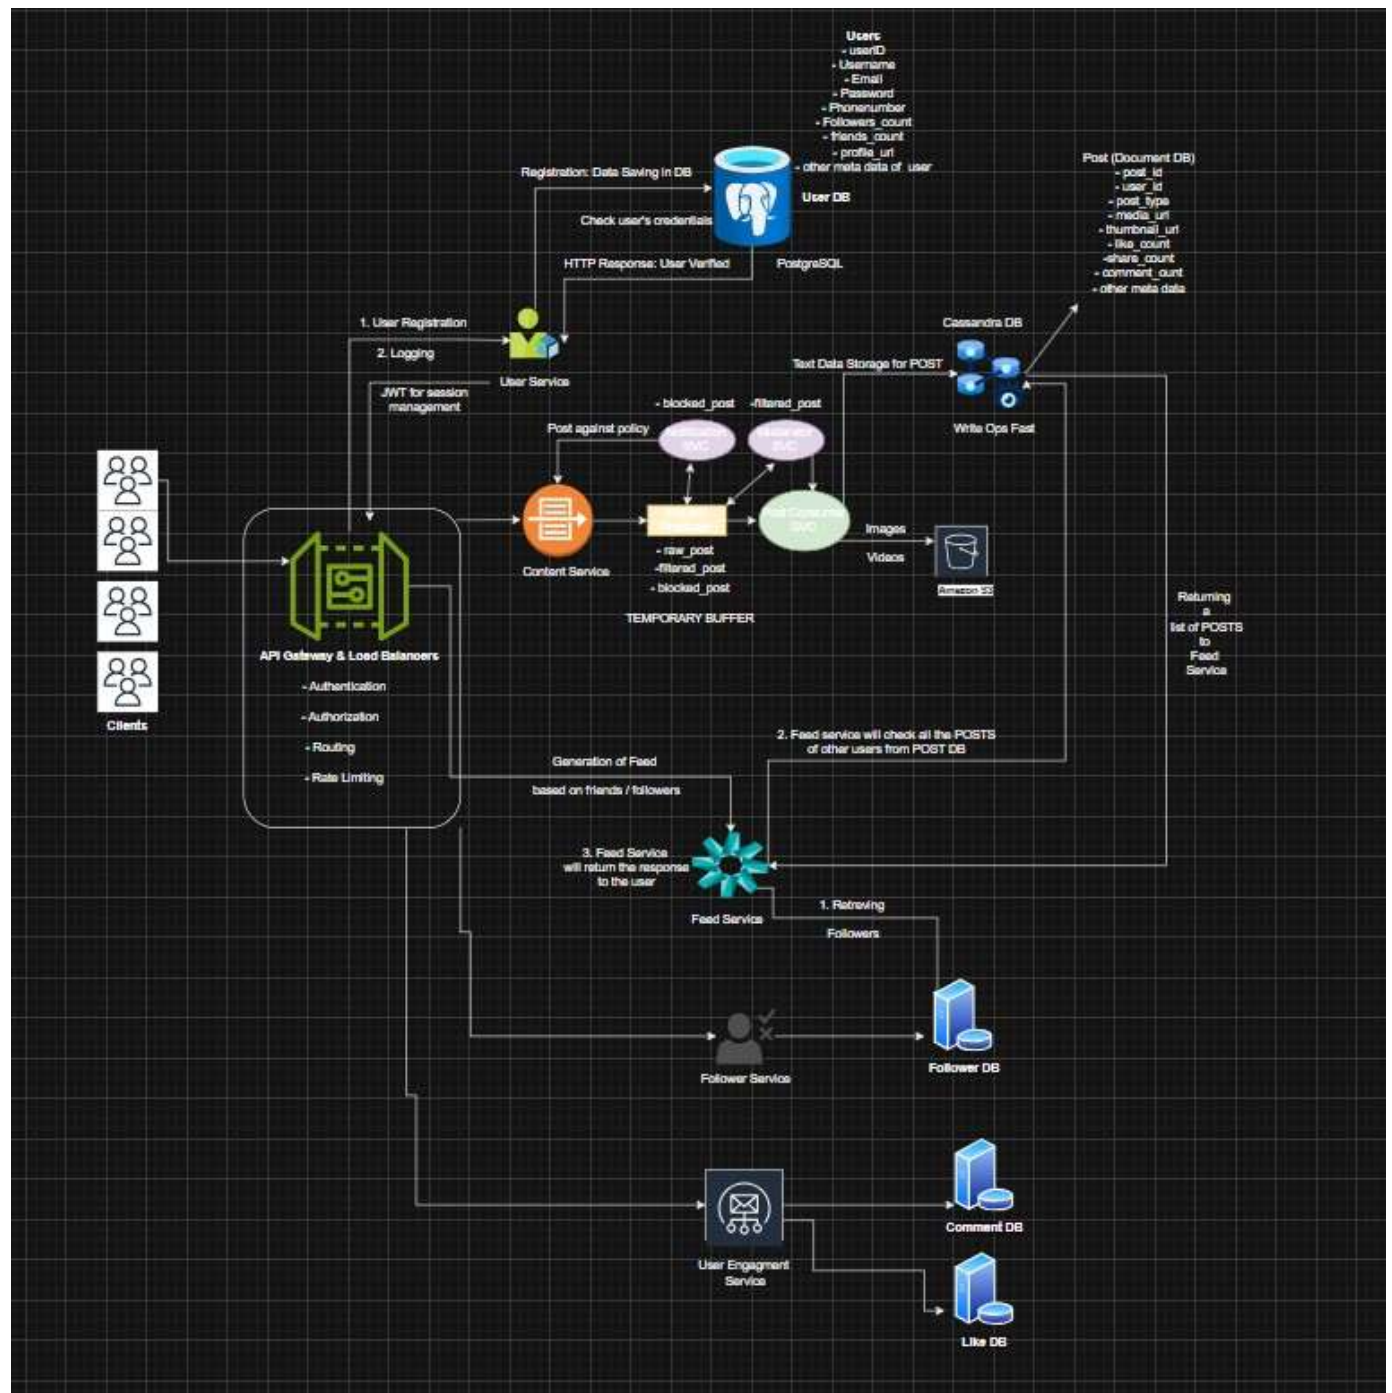 Users
- userID
- Username
- Email
- Password
- Phonenumber
- Followers_count
- friends_count
- profile_url
- other meta data of user
User DB
PostgreSQL
Registration: Data Saving in DB
Check user's credentials
HTTP Response: User Verified
Post (Document DB)
- post_id
- user_id
- post_type
- media_url
- thumbnail_url
- like_count
-share_count
- comment_ount
- other meta data
1. User Registration
2. Logging
User Service
JWT for session
management
Cassandra DB
Text Data Storage for POST
Write Ops Fast
- blocked_post
-filtered_post
Post against policy
SVC
SVC
SVC
Content Service
- raw_post
-filtered_post
- blocked_post
TEMPORARY BUFFER
Images
Videos
Amazon S3
Returning
a
list of POSTS
to
Feed
Service
Clients
API Gateway & Load Balancers
- Authentication
- Authorization
- Routing
- Rate Limiting
Generation of Feed
based on friends / followers
2. Feed service will check all the POSTS
of other users from POST DB
3. Feed Service
will return the response
to the user
Feed Service
1. Retreving
Followers
Follower Service
Follower DB
User Engagment
Service
Comment DB
Like DB